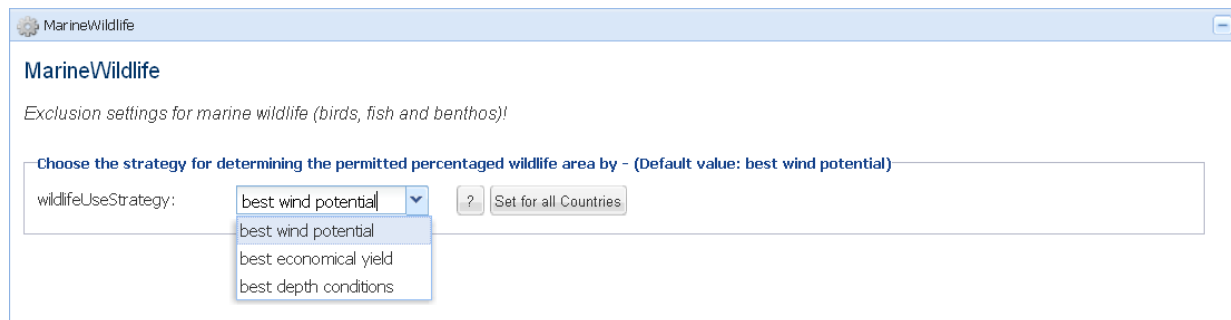 MarineWildlife
MarineWildlife
Exclusion settings for marine wildlife (birds, fish and benthos)!
Choose the strategy for determining the permitted percentaged wildlife area by - (Default value: best wind potential)
wildlifeUseStrategy: best wind potential ? Set for all Countries
best wind potential
best economical yield
best depth conditions